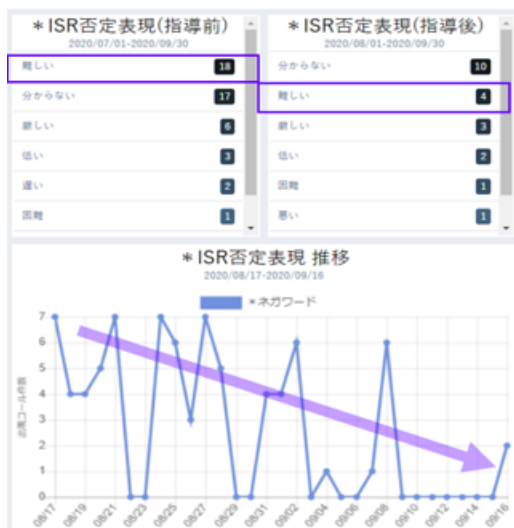 *ISR否定表現(指導前)
2020/07/01-2020/09/30
難しい 18
分からない 17
厳しい 6
低い 3
遅い 2
困難 1
*ISR否定表現(指導後)
2020/08/01-2020/09/30
分からない 10
難しい 4
厳しい 3
低い 2
困難 1
悪い 1
*ISR否定表現 推移
2020/08/17-2020/09/16
*ネガワード
出現コール件数
7
6
5
4
3
2
1
0
08/17 08/19 08/21 08/23 08/25 08/27 08/29 08/31 09/02 09/04 09/06 09/08 09/10 09/12 09/14 09/16